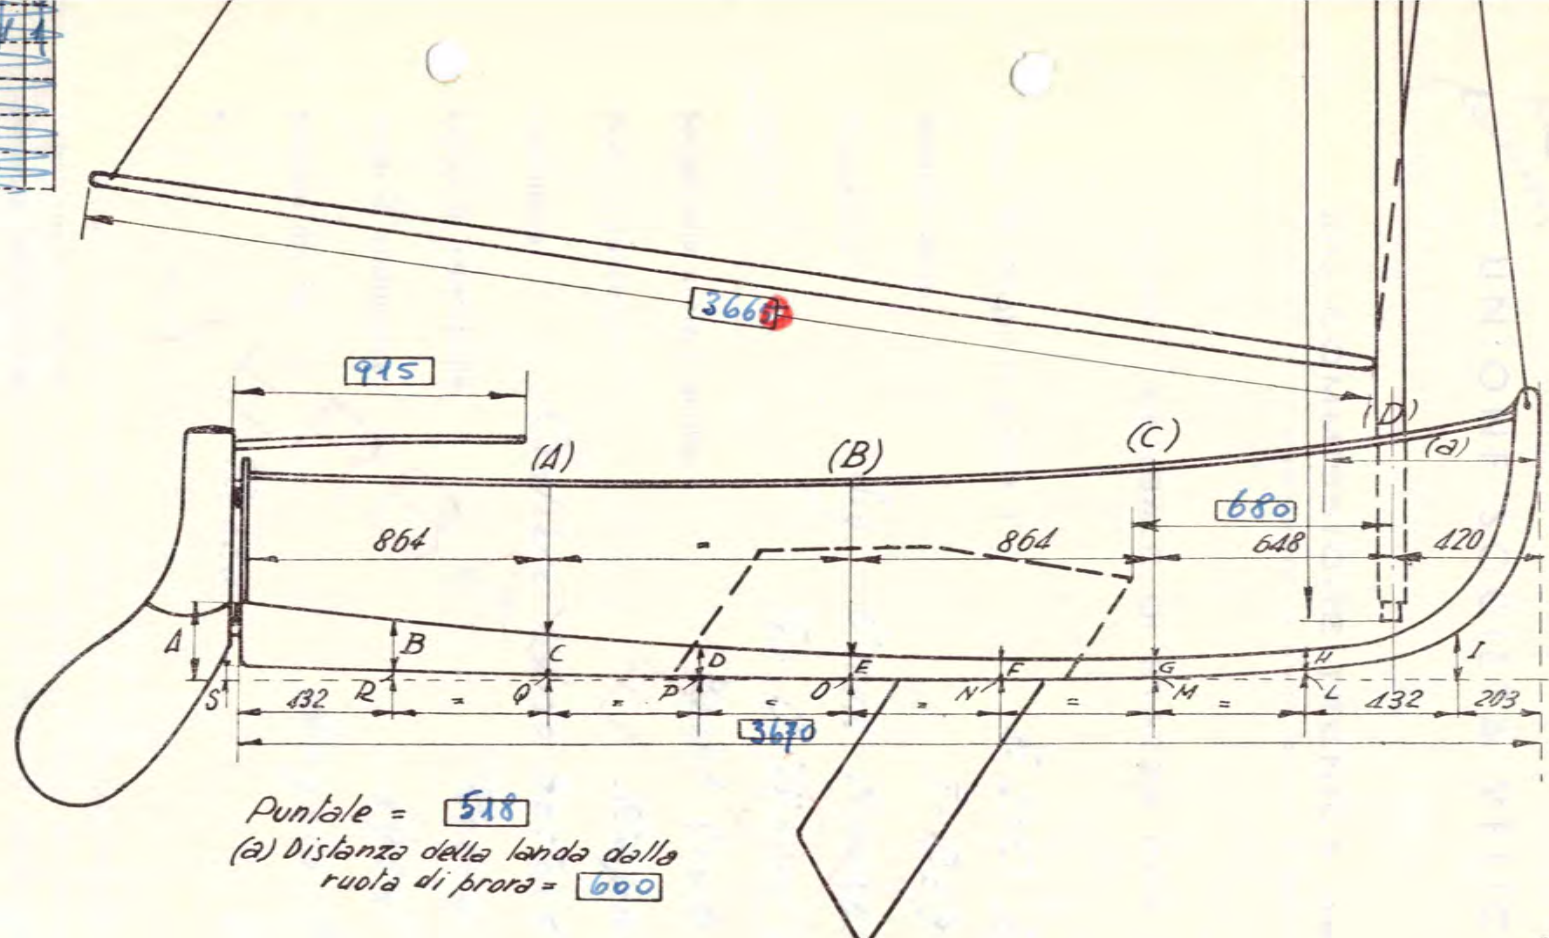 3665
915
(A)
(B)
(C)
(D)
(a)
680
864
=
864
648
420
A
B
C
D
E
F
G
H
I
S
R
Q
P
O
N
M
L
432
=
=
=
=
=
=
432
203
3670
Puntale = 518
(a) Distanza della landa dalla
ruota di prora = 600